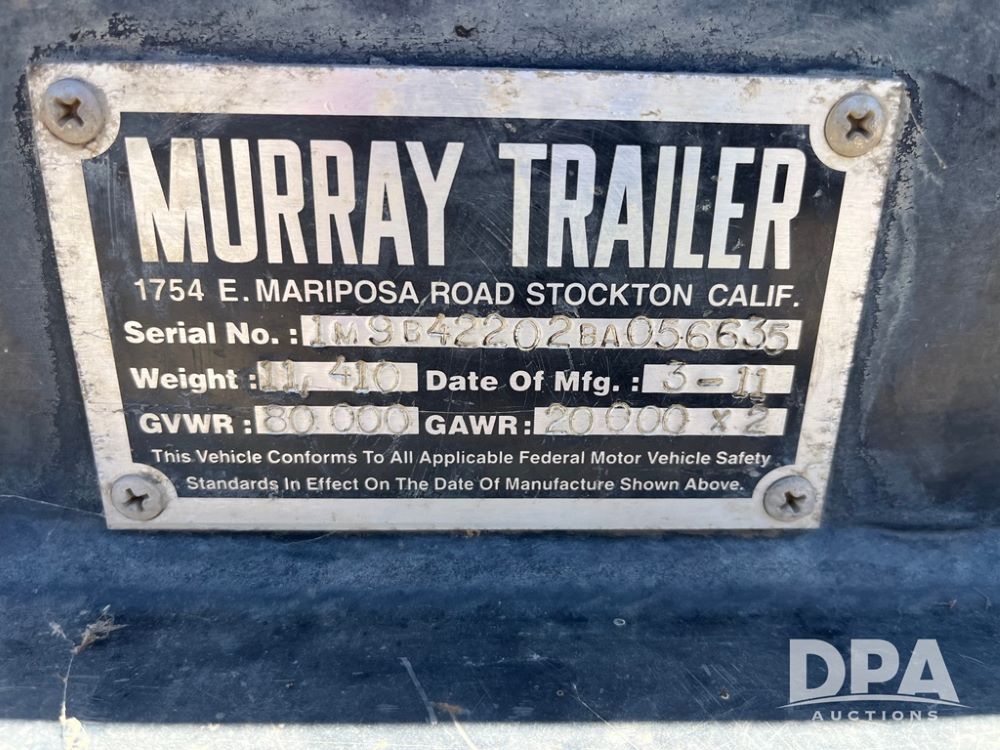 MURRAY TRAILER
1754 E. MARIPOSA ROAD STOCKTON CALIF.
Serial No.: 1M9B42202BA056635
Weight: 11,410 Date Of Mfg.: 3-11
GVWR: 80 000 GAWR: 20 000 x 2
This Vehicle Conforms To All Applicable Federal Motor Vehicle Safety
Standards In Effect On The Date Of Manufacture Shown Above.
DPA
AUCTIONS